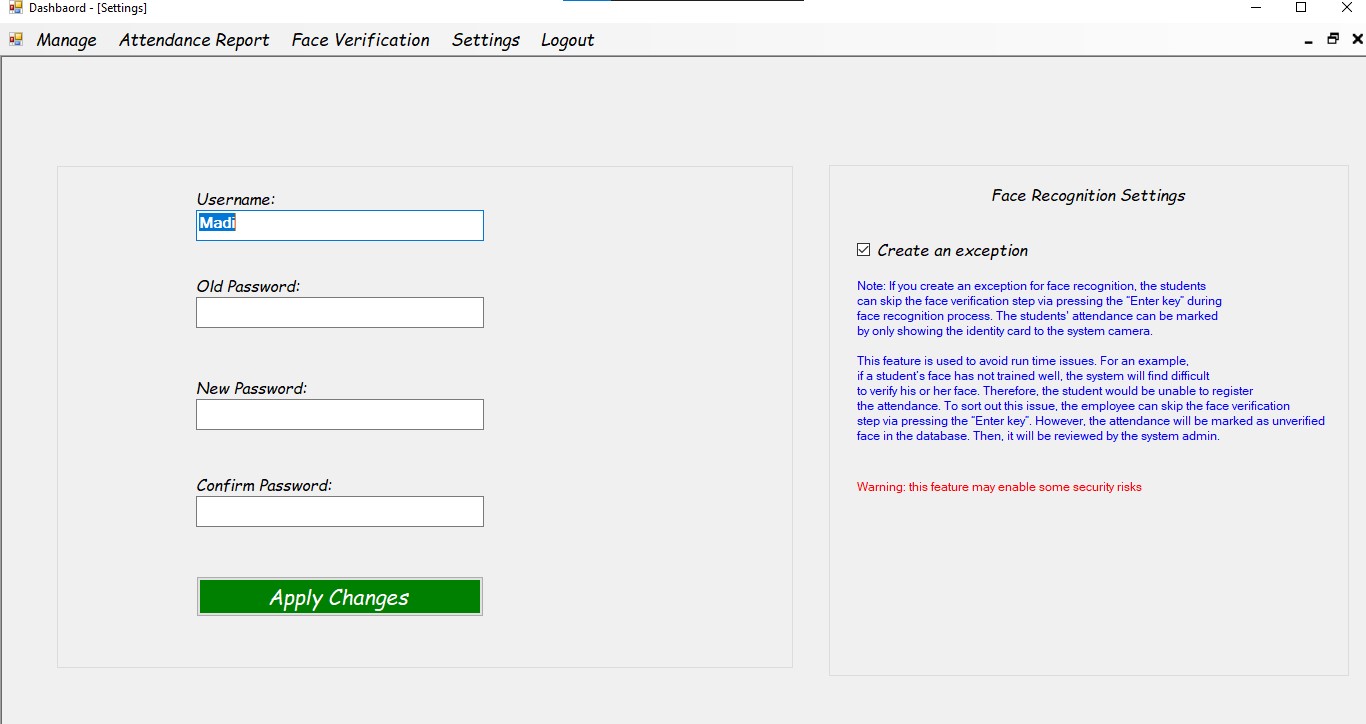 Dashbaord - [Settings]
Manage Attendance Report Face Verification Settings Logout
Username:
Madi
Old Password:
New Password:
Confirm Password:
Apply Changes
Face Recognition Settings
Create an exception
Note: If you create an exception for face recognition, the students
can skip the face verification step via pressing the "Enter key" during
face recognition process. The students' attendance can be marked
by only showing the identity card to the system camera.
This feature is used to avoid run time issues. For an example,
if a student's face has not trained well, the system will find difficult
to verify his or her face. Therefore, the student would be unable to register
the attendance. To sort out this issue, the employee can skip the face verification
step via pressing the "Enter key". However, the attendance will be marked as unverified
face in the database. Then, it will be reviewed by the system admin.
Warning: this feature may enable some security risks